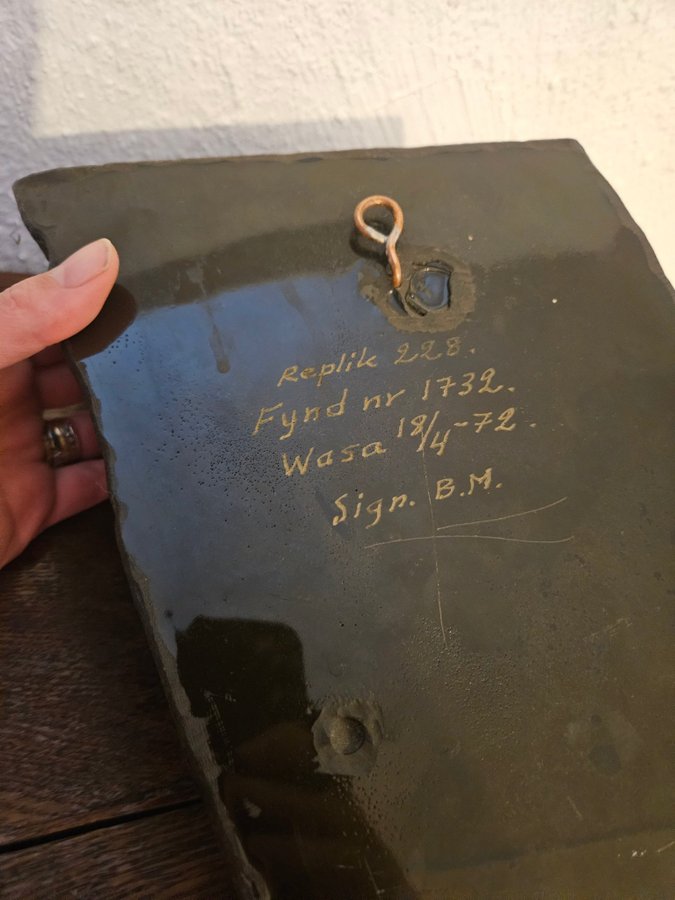 Replik 228.
Fynd nr 1732.
Wasa 18/4-72.
Sign. B.M.